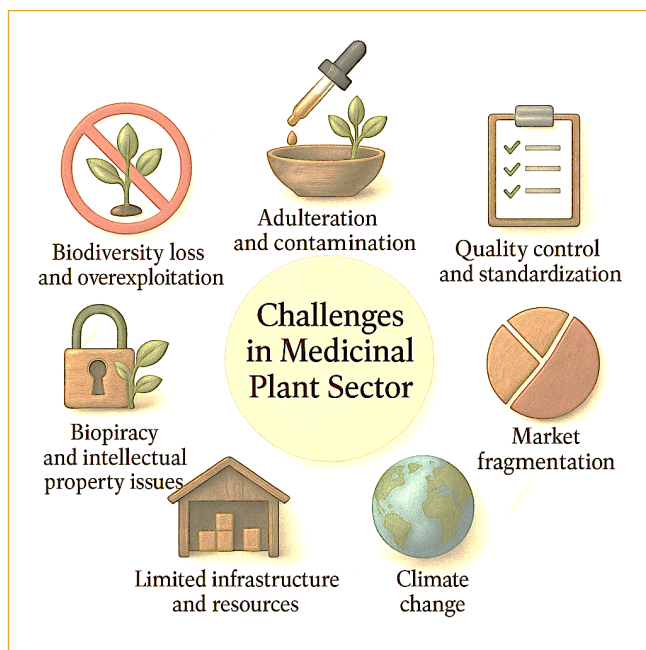 Adulteration
and contamination
Biodiversity loss
and overexploitation
Quality control
and standardization
Challenges
in Medicinal
Plant Sector
Biopiracy
and intellectual
property issues
Market
fragmentation
Limited infrastructure
and resources
Climate
change